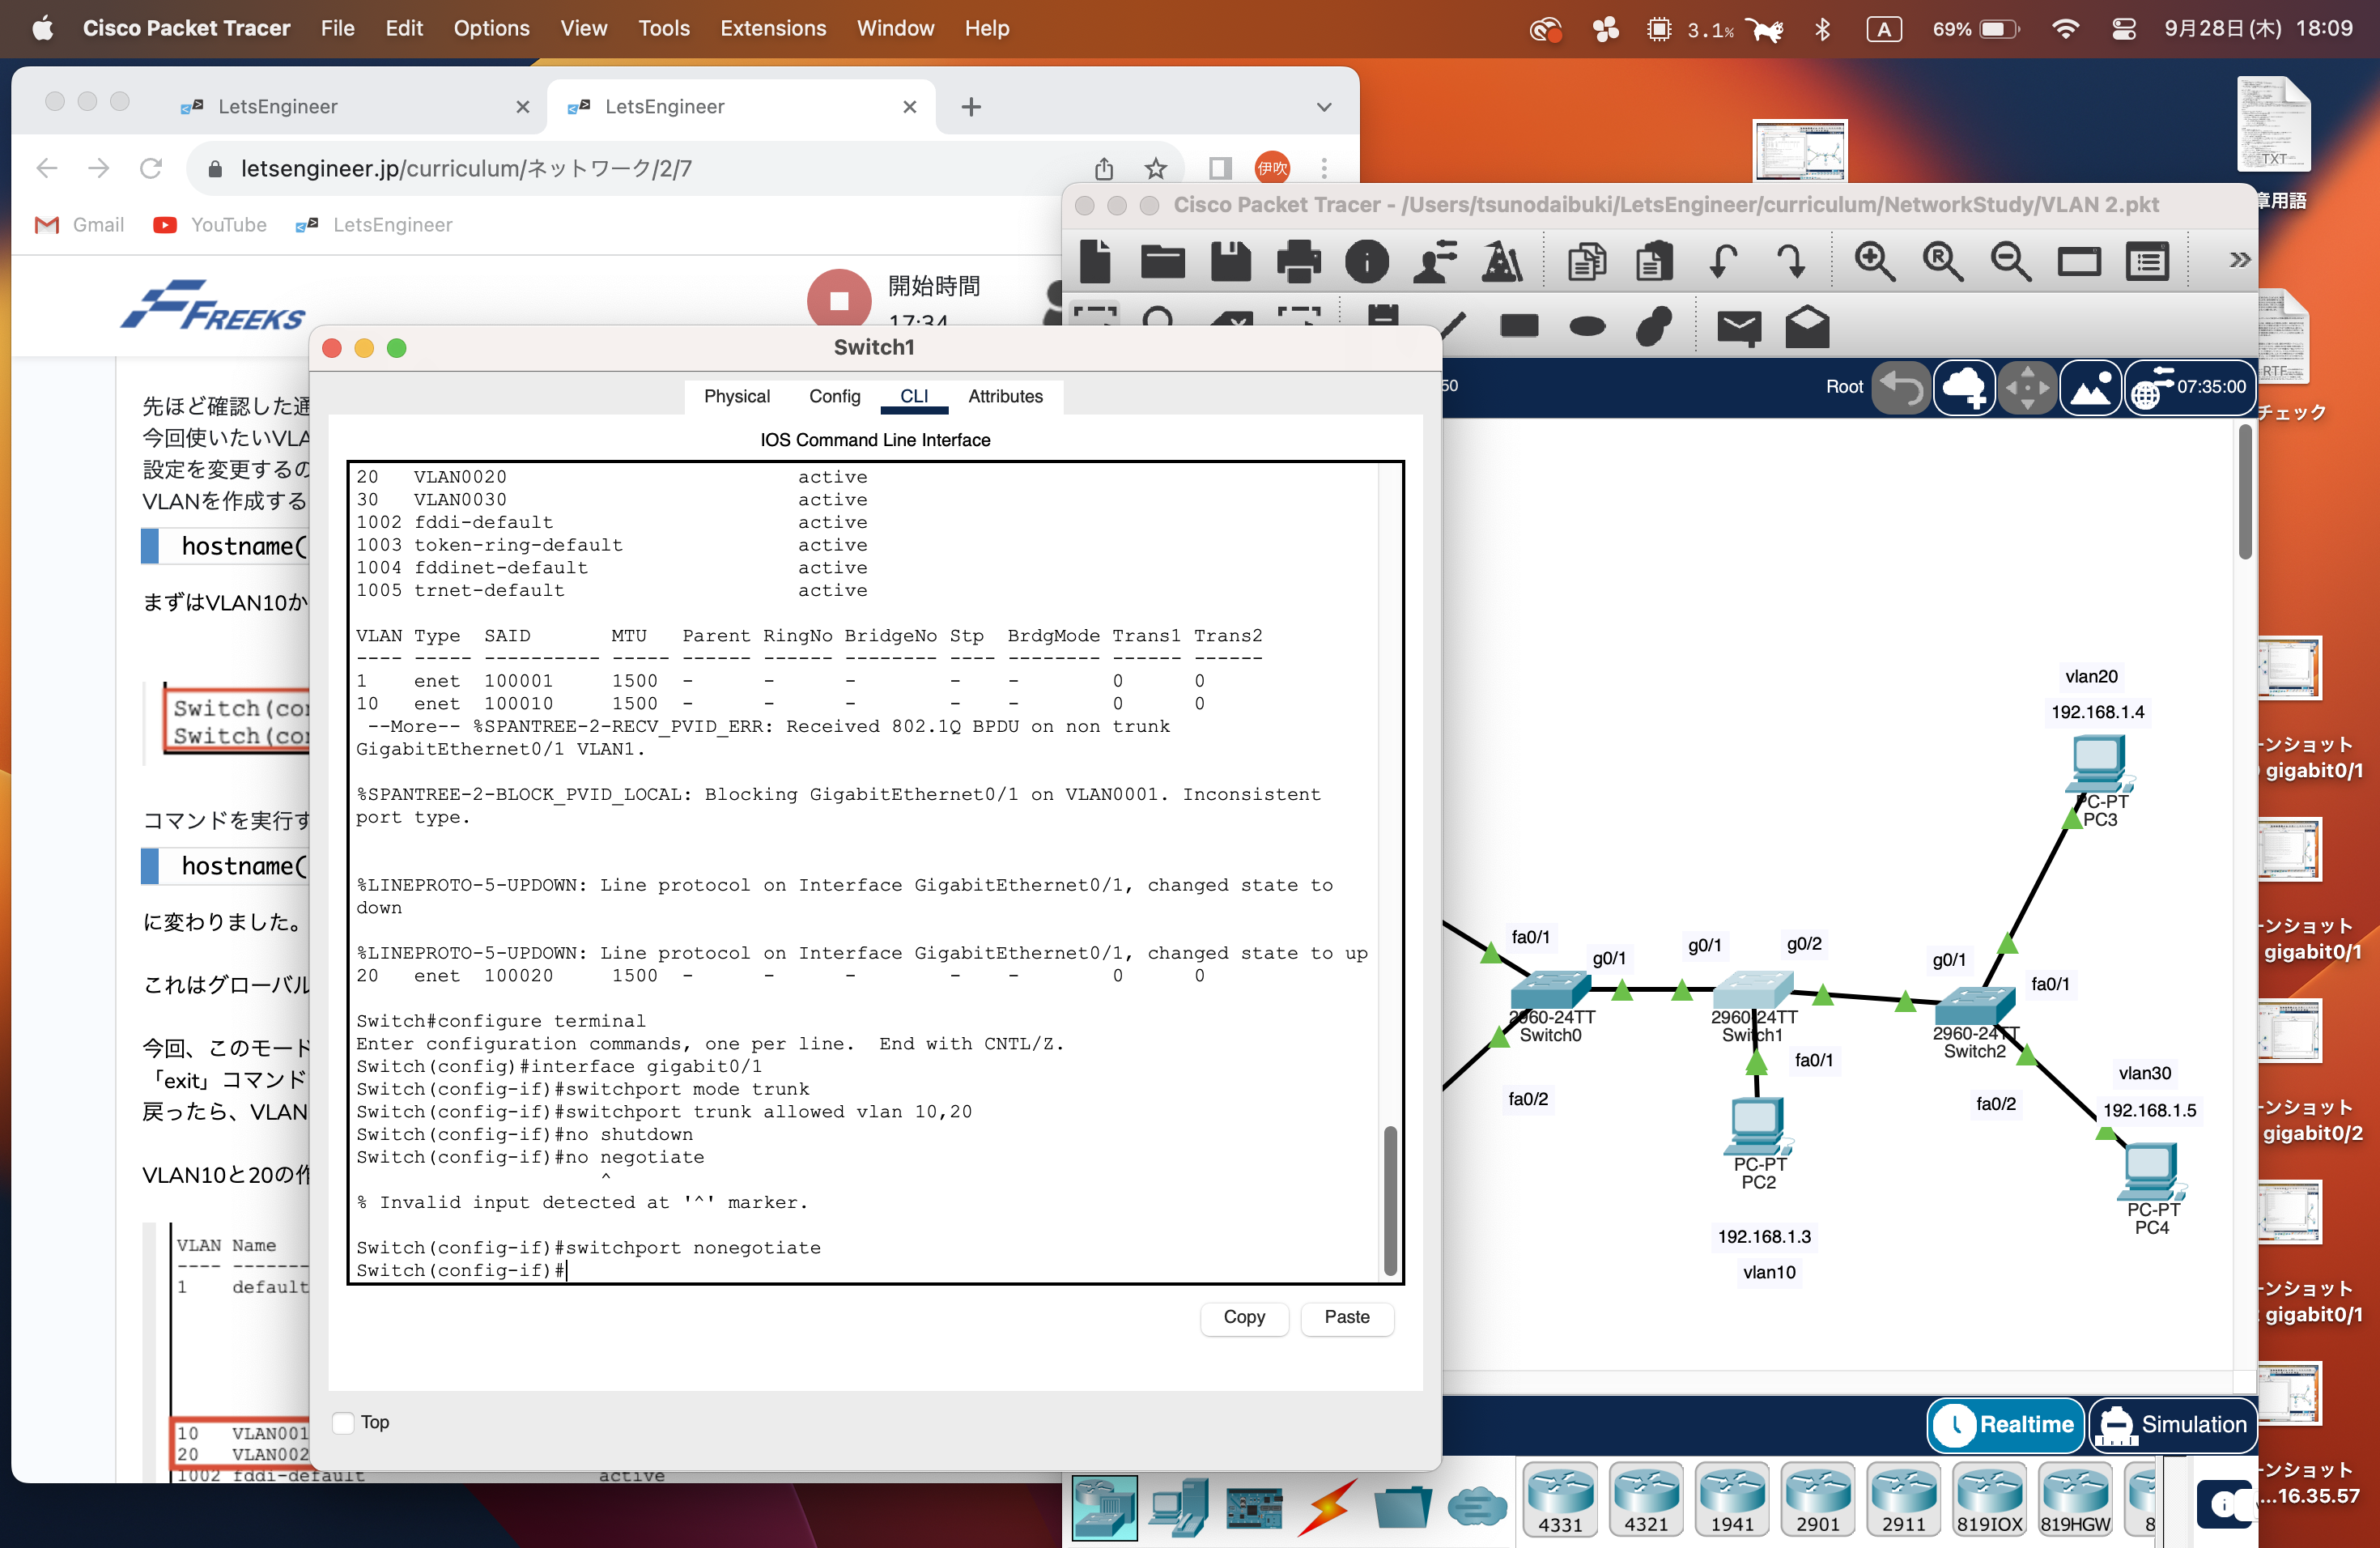 Cisco Packet Tracer File Edit Options View Tools Extensions Window Help
3.1% A 69% 9月28日(木) 18:09
LetsEngineer
LetsEngineer
letsengineer.jp/curriculum/ネットワーク/2/7
伊吹
Gmail YouTube LetsEngineer
FREEKS
開始時間
17:34
先ほど確認した通
今回使いたいVLA
設定を変更するの
VLANを作成する
hostname(
まずはVLAN10か
Switch(co
Switch(co
コマンドを実行す
hostname(
に変わりました。
これはグローバル
今回、このモード
「exit」コマンド
戻ったら、VLAN
VLAN10と20の作
VLAN Name
---- -------
1 default
10 VLAN001
20 VLAN002
1002 fddi-default active
Switch1
Physical Config CLI Attributes
IOS Command Line Interface
20 VLAN0020 active
30 VLAN0030 active
1002 fddi-default active
1003 token-ring-default active
1004 fddinet-default active
1005 trnet-default active
VLAN Type SAID MTU Parent RingNo BridgeNo Stp BrdgMode Trans1 Trans2
---- ----- ---------- ----- ------ ------ -------- ---- -------- ------ ------
1 enet 100001 1500 - - - - - 0 0
10 enet 100010 1500 - - - - - 0 0
--More-- %SPANTREE-2-RECV_PVID_ERR: Received 802.1Q BPDU on non trunk
GigabitEthernet0/1 VLAN1.
%SPANTREE-2-BLOCK_PVID_LOCAL: Blocking GigabitEthernet0/1 on VLAN0001. Inconsistent
port type.
%LINEPROTO-5-UPDOWN: Line protocol on Interface GigabitEthernet0/1, changed state to
down
%LINEPROTO-5-UPDOWN: Line protocol on Interface GigabitEthernet0/1, changed state to up
20 enet 100020 1500 - - - - - 0 0
Switch#configure terminal
Enter configuration commands, one per line. End with CNTL/Z.
Switch(config)#interface gigabit0/1
Switch(config-if)#switchport mode trunk
Switch(config-if)#switchport trunk allowed vlan 10,20
Switch(config-if)#no shutdown
Switch(config-if)#no negotiate
^
% Invalid input detected at '^' marker.
Switch(config-if)#switchport nonegotiate
Switch(config-if)#
Copy Paste
Top
Cisco Packet Tracer - /Users/tsunodaibuki/LetsEngineer/curriculum/NetworkStudy/VLAN 2.pkt
R
50
Root
07:35:00
vlan20
192.168.1.4
PC-PT
PC3
fa0/1
g0/1
g0/1
g0/2
g0/1
fa0/1
2960-24TT
Switch0
2960-24TT
Switch1
2960-24TT
Switch2
fa0/2
fa0/1
fa0/2
vlan30
192.168.1.5
PC-PT
PC2
PC-PT
PC4
192.168.1.3
vlan10
Realtime Simulation
4331 4321 1941 2901 2911 819IOX 819HGW 8
TXT
章用語
RTF
チェック
ーンショット
gigabit0/1
ーンショット
gigabit0/1
ーンショット
gigabit0/2
ーンショット
gigabit0/1
ーンショット
...16.35.57